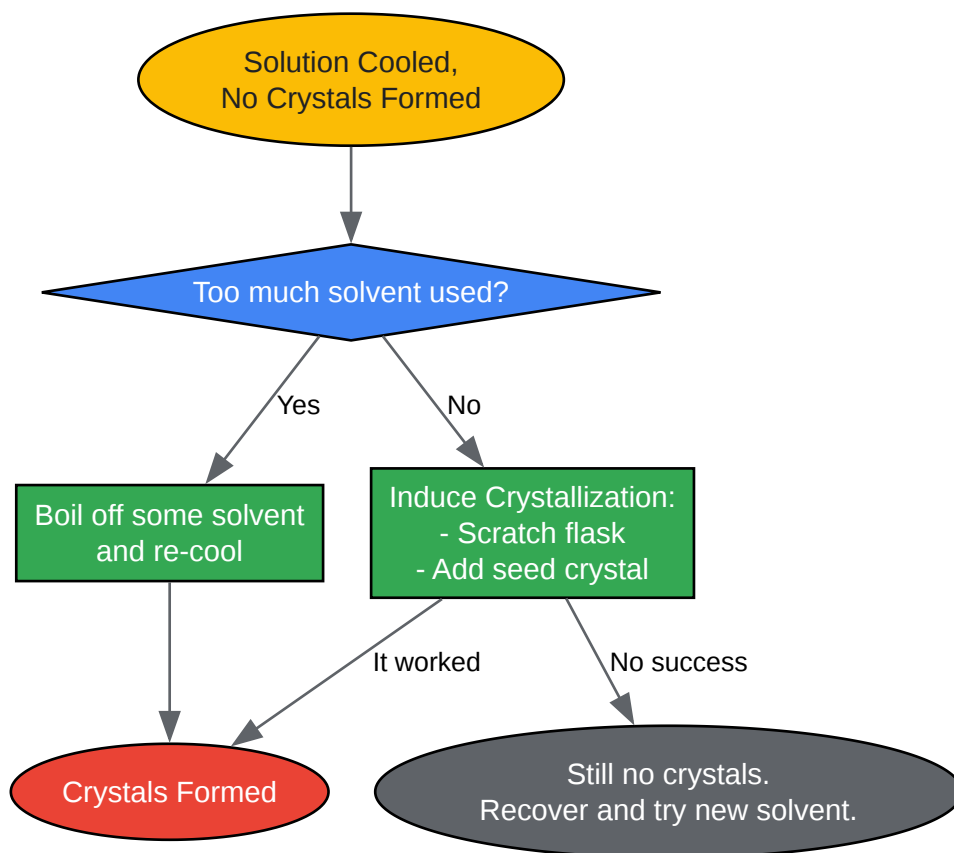 Solution Cooled,
No Crystals Formed
Too much solvent used?
Yes
No
Boil off some solvent
and re-cool
Induce Crystallization:
- Scratch flask
- Add seed crystal
It worked
No success
Crystals Formed
Still no crystals.
Recover and try new solvent.